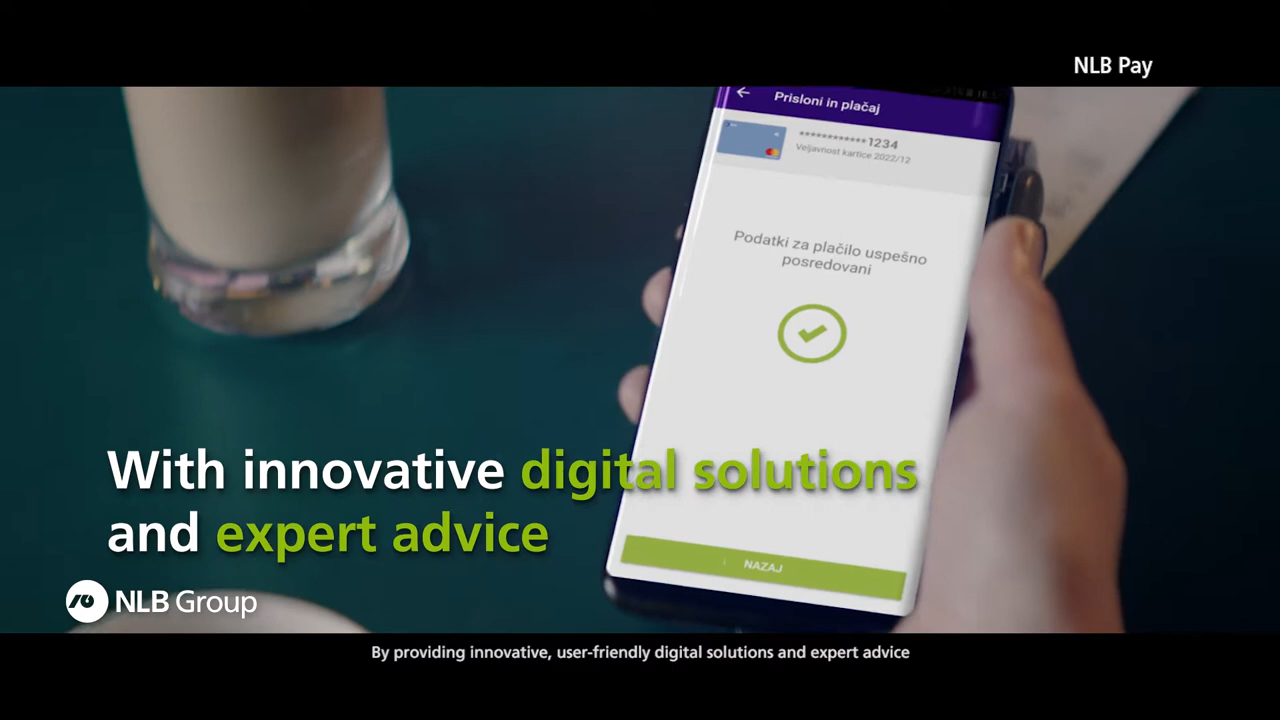 NLB Pay
Prisloni in plačaj
************1234
Veljavnost kartice 2022/12
Podatki za plačilo uspešno
posredovani
With innovative digital solutions
and expert advice
NAZAJ
NLB Group
By providing innovative, user-friendly digital solutions and expert advice